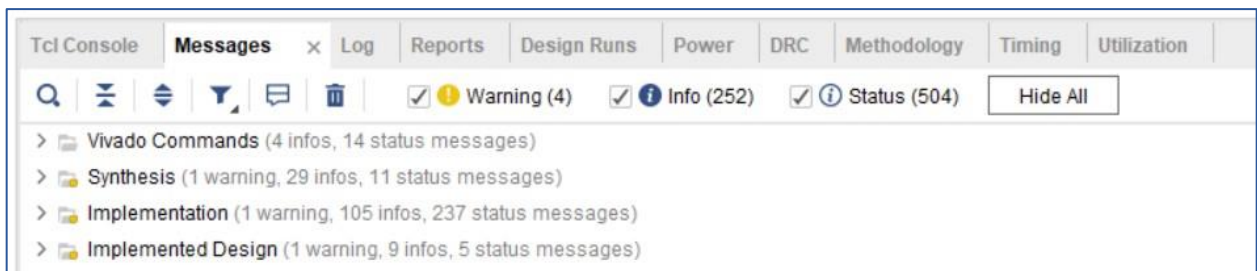 Tcl Console Messages × Log Reports Design Runs Power DRC Methodology Timing Utilization
Warning (4) Info (252) Status (504) Hide All
Vivado Commands (4 infos, 14 status messages)
Synthesis (1 warning, 29 infos, 11 status messages)
Implementation (1 warning, 105 infos, 237 status messages)
Implemented Design (1 warning, 9 infos, 5 status messages)